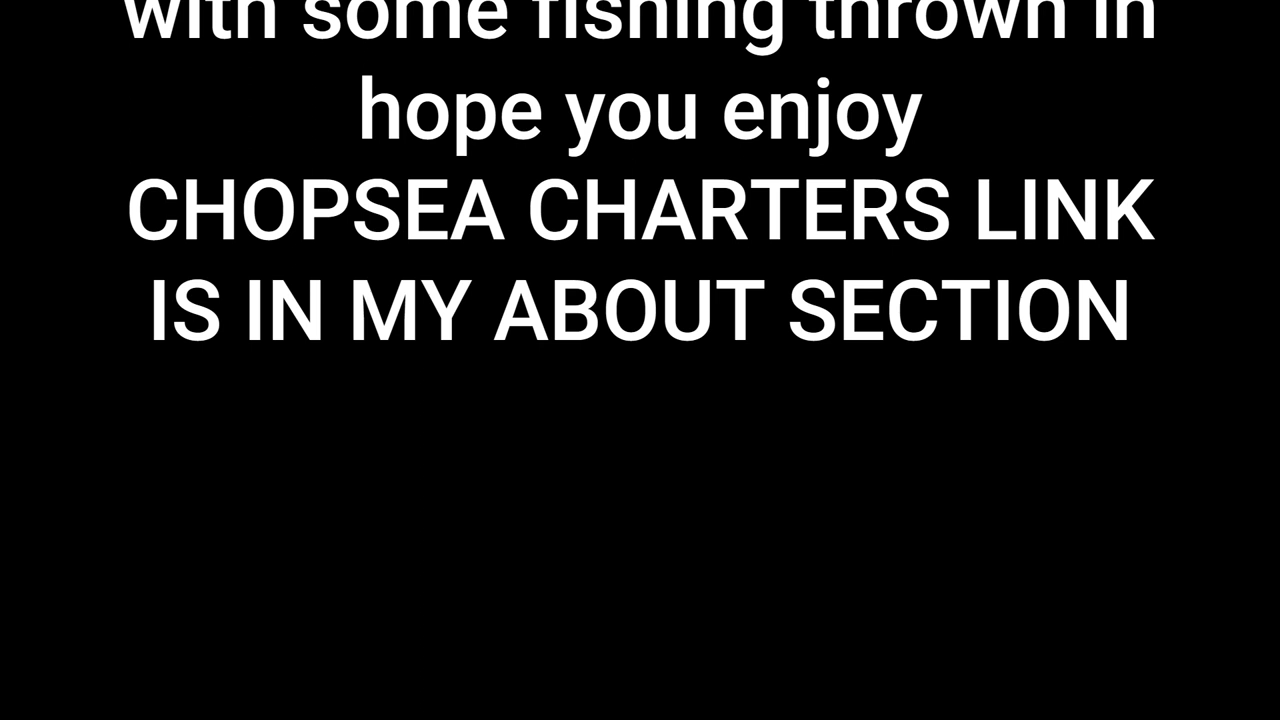 with some fishing thrown in
hope you enjoy
CHOPSEA CHARTERS LINK
IS IN MY ABOUT SECTION